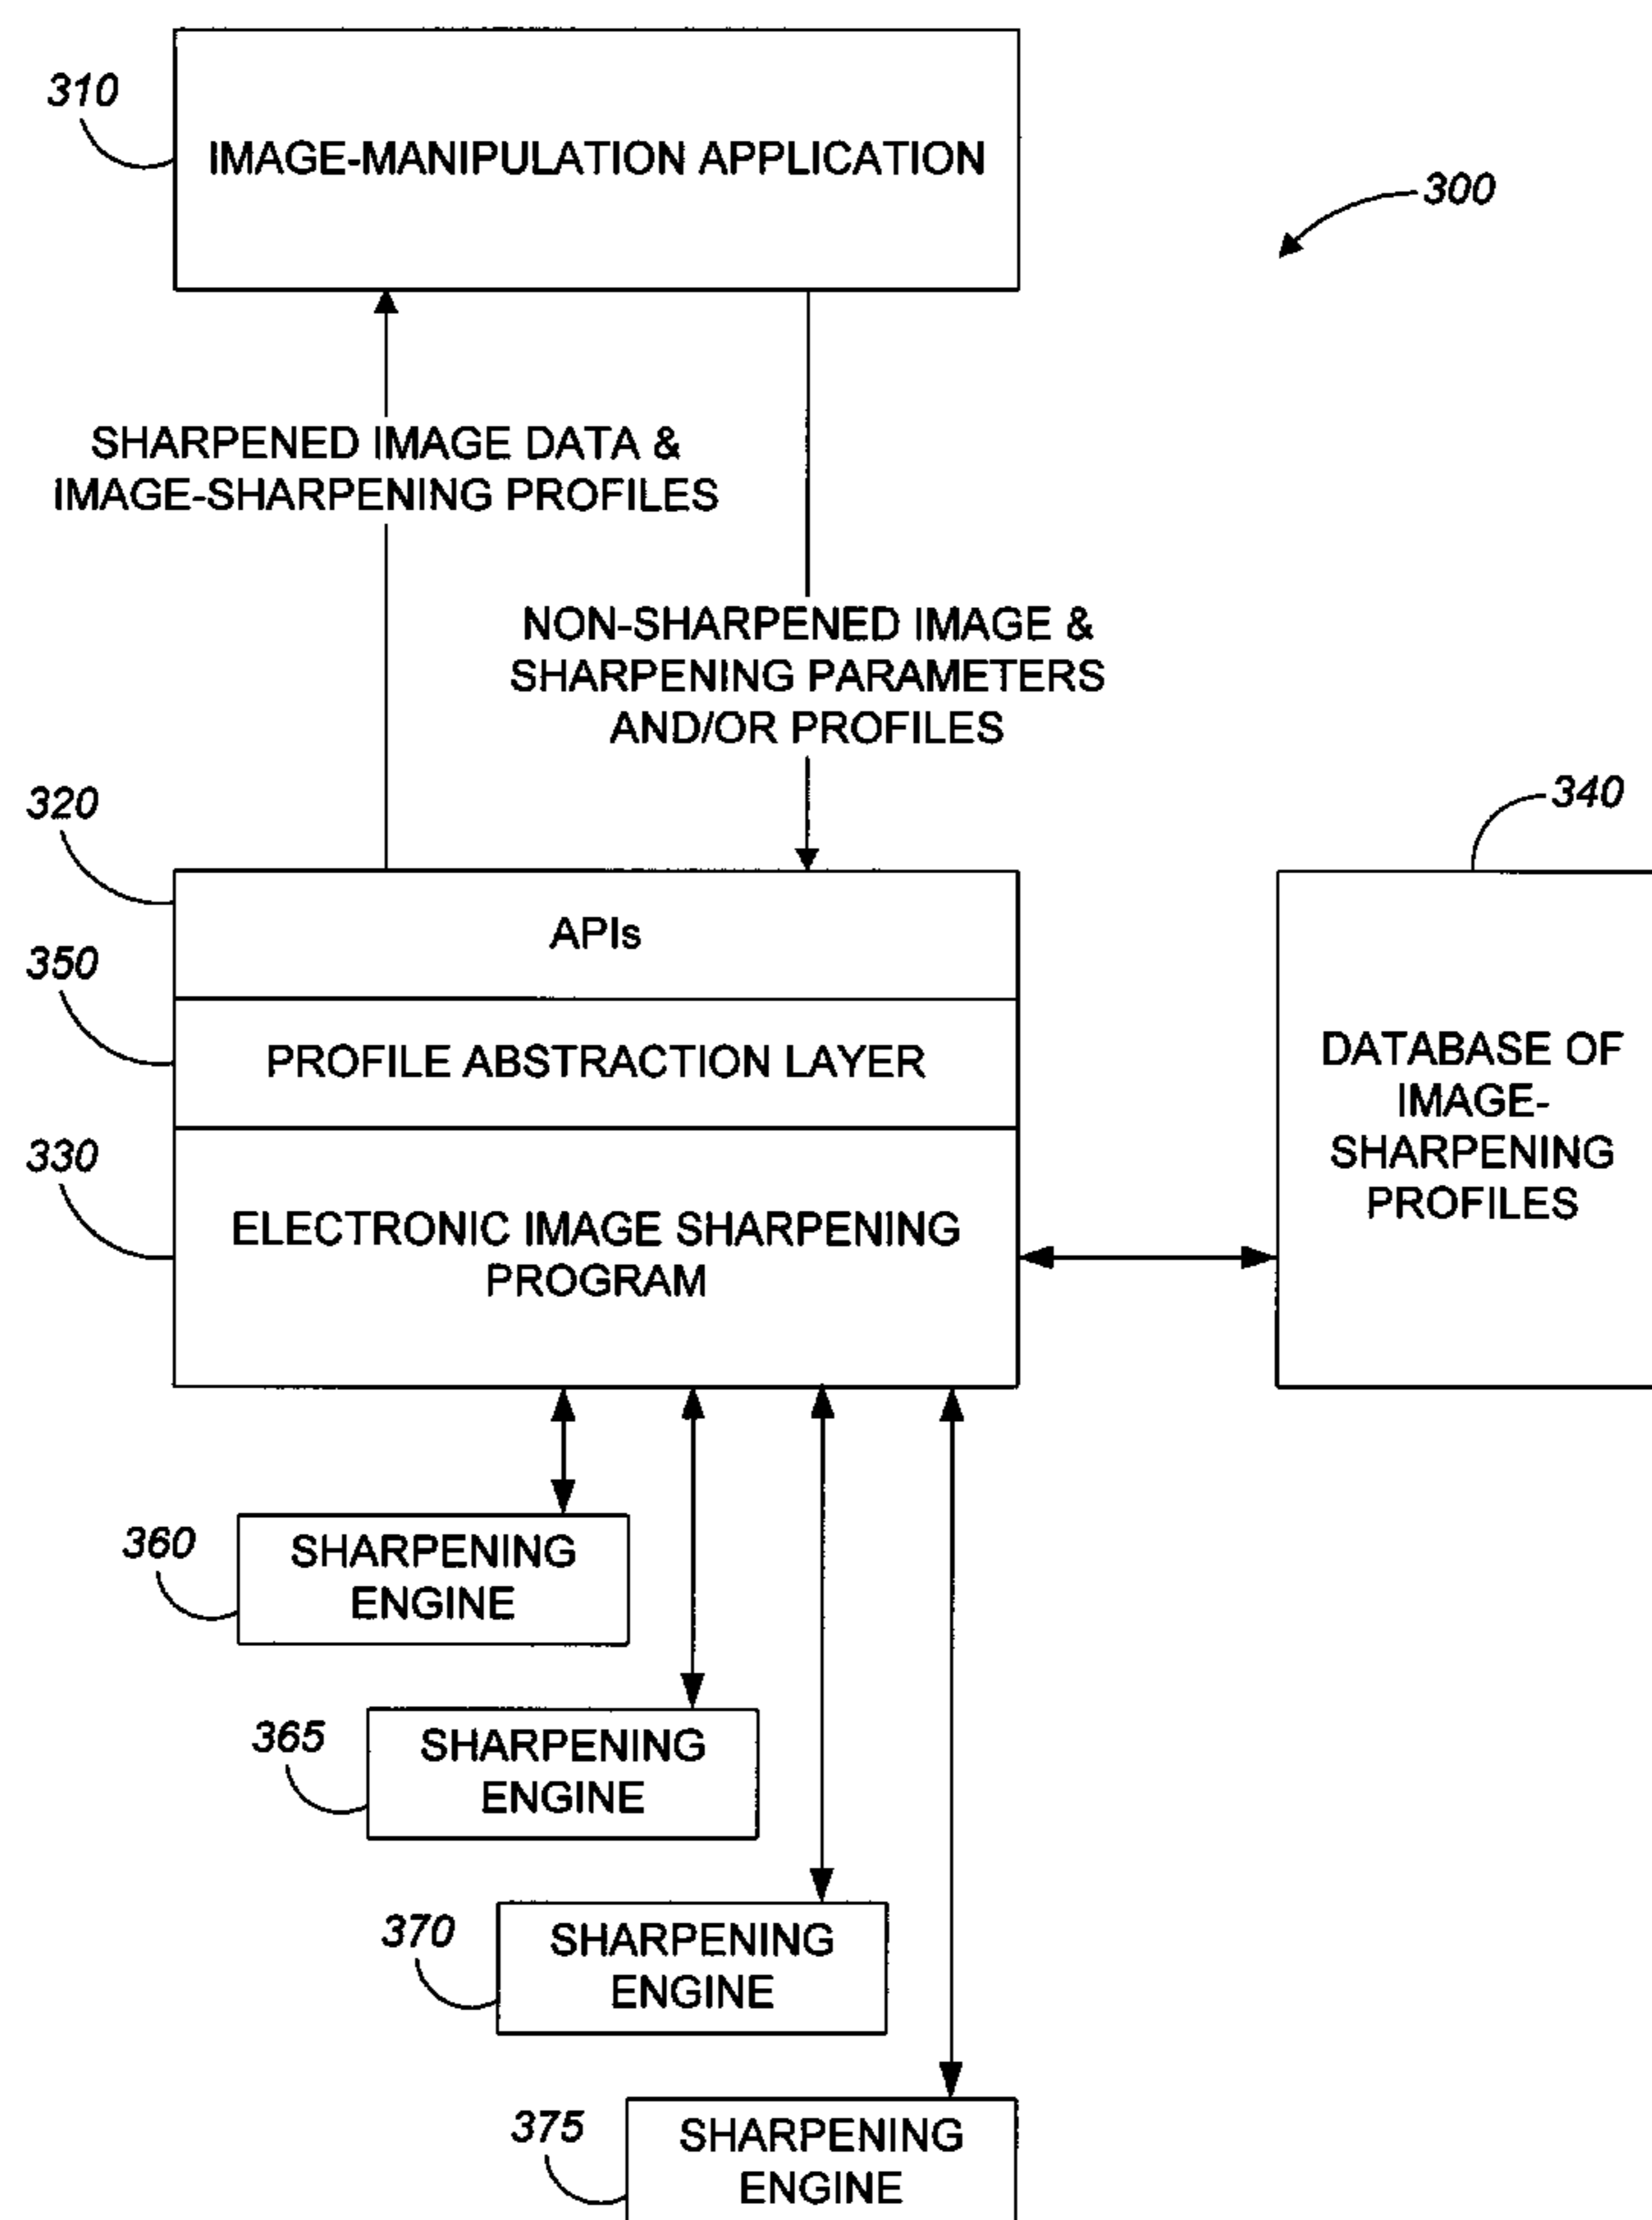 310
IMAGE-MANIPULATION APPLICATION
300
SHARPENED IMAGE DATA &
IMAGE-SHARPENING PROFILES
NON-SHARPENED IMAGE &
SHARPENING PARAMETERS
AND/OR PROFILES
320
APIs
340
350
PROFILE ABSTRACTION LAYER
DATABASE OF
IMAGE-
SHARPENING
PROFILES
330
ELECTRONIC IMAGE SHARPENING
PROGRAM
360
SHARPENING
ENGINE
365
SHARPENING
ENGINE
370
SHARPENING
ENGINE
375
SHARPENING
ENGINE